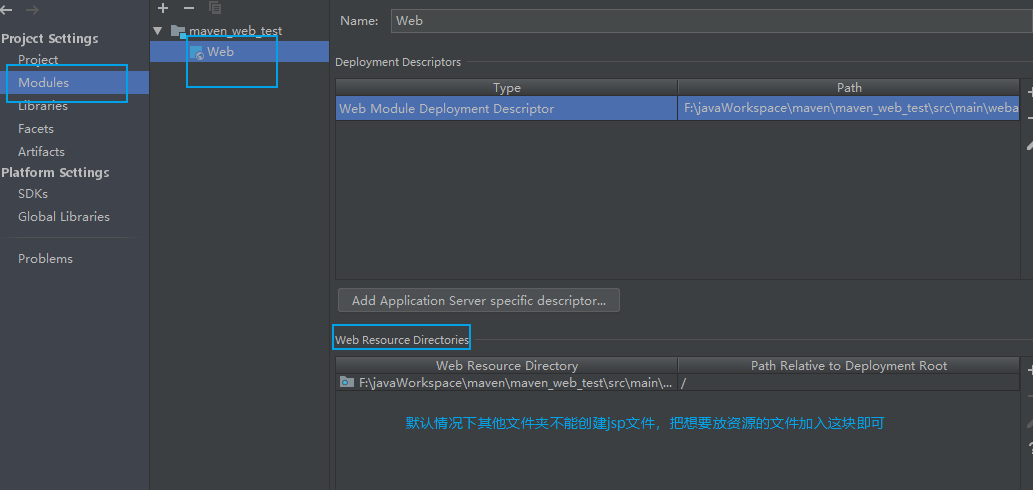 Project Settings
Project
Modules
Libraries
Facets
Artifacts
Platform Settings
SDKs
Global Libraries
Problems
maven_web_test
Web
Name: Web
Deployment Descriptors
Type Path
Web Module Deployment Descriptor F:\javaWorkspace\maven\maven_web_test\src\main\weba
Add Application Server specific descriptor...
Web Resource Directories
Web Resource Directory Path Relative to Deployment Root
F:\javaWorkspace\maven\maven_web_test\src\main\... /
默认情况下其他文件夹不能创建jsp文件，把想要放资源的文件加入这块即可